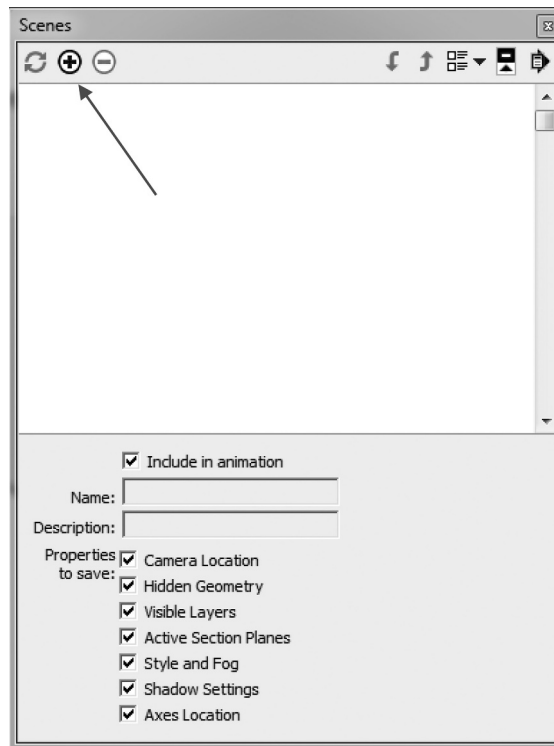 Scenes
Include in animation
Name:
Description:
Properties to save:
Camera Location
Hidden Geometry
Visible Layers
Active Section Planes
Style and Fog
Shadow Settings
Axes Location